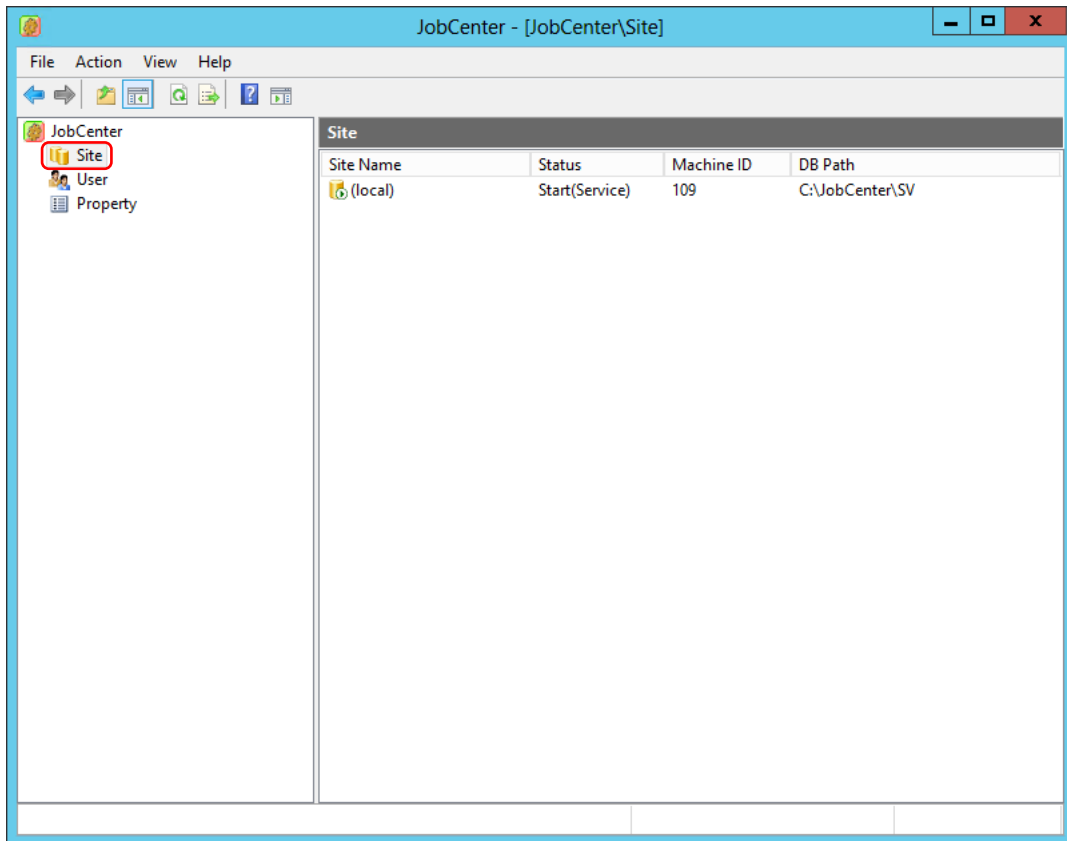 JobCenter - [JobCenter\Site]
File Action View Help
JobCenter
Site
User
Property
Site
Site Name Status Machine ID DB Path
(local) Start(Service) 109 C:\JobCenter\SV